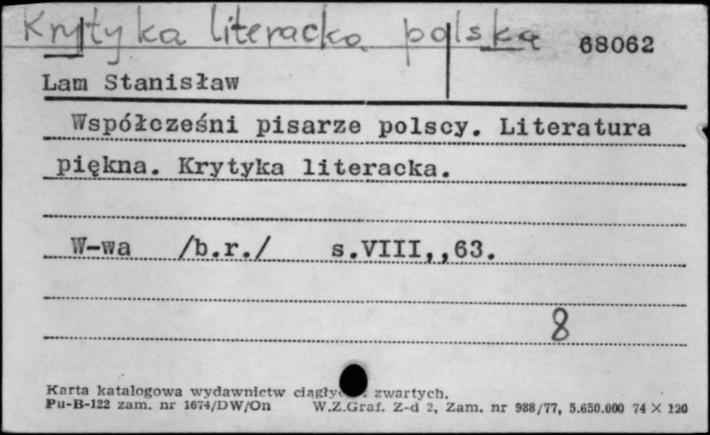 Krytyka literacka polska 68062
Lam Stanisław
Współcześni pisarze polscy. Literatura
piękna. Krytyka literacka.
W-wa /b.r./ s.VIII,,63.
8
Karta katalogowa wydawnictw zwartych.
Pu-B-122 zam. nr 1674/DW/On W.Z.Graf. Z-d 2, Zam. nr 988/77, 5.650.000 74 × 120